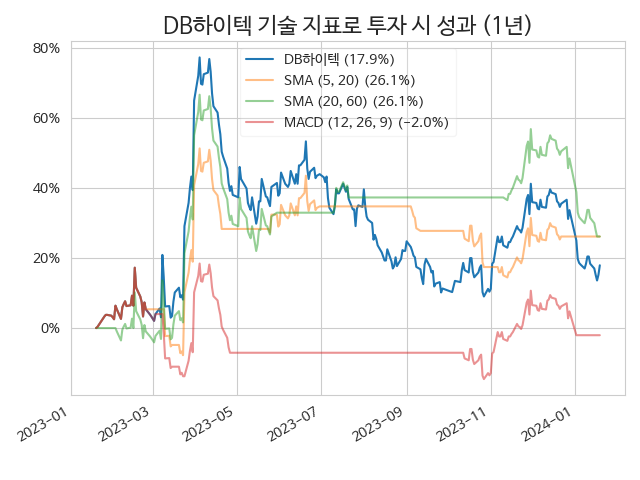 DB하이텍 기술 지표로 투자 시 성과 (1년)
DB하이텍 (17.9%)
SMA (5, 20) (26.1%)
SMA (20, 60) (26.1%)
MACD (12, 26, 9) (−2.0%)
80%
60%
40%
20%
0%
2023−01
2023−03
2023−05
2023−07
2023−09
2023−11
2024−01